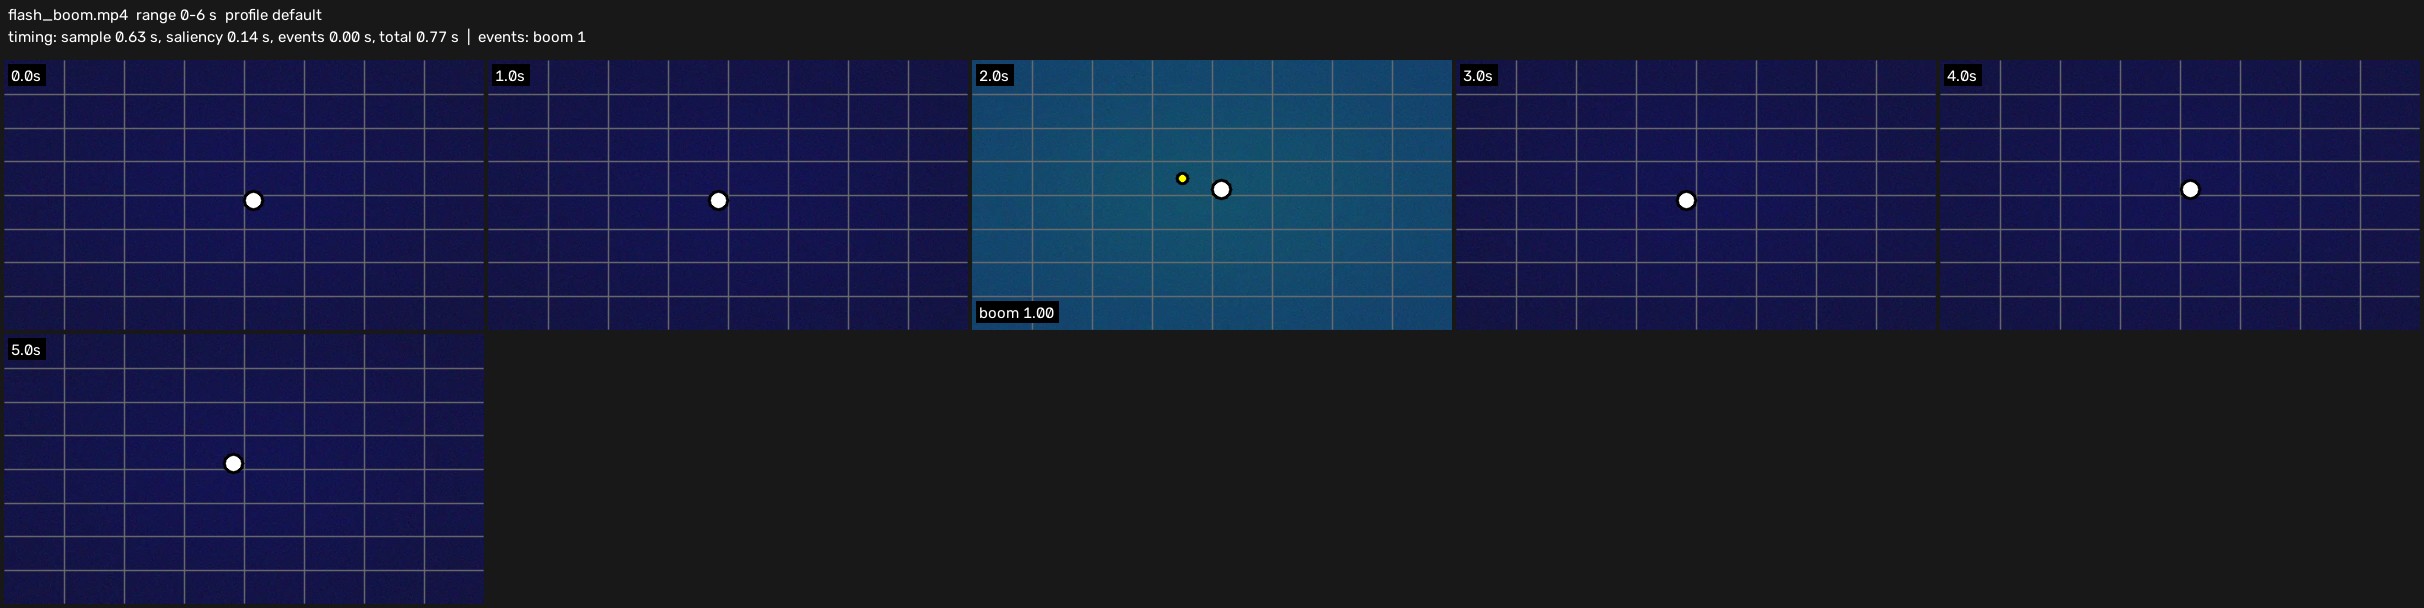 flash_boom.mp4  range 0-6 s  profile default
timing: sample 0.63 s, saliency 0.14 s, events 0.00 s, total 0.77 s | events: boom 1
0.0s
1.0s
2.0s
3.0s
4.0s
boom 1.00
5.0s